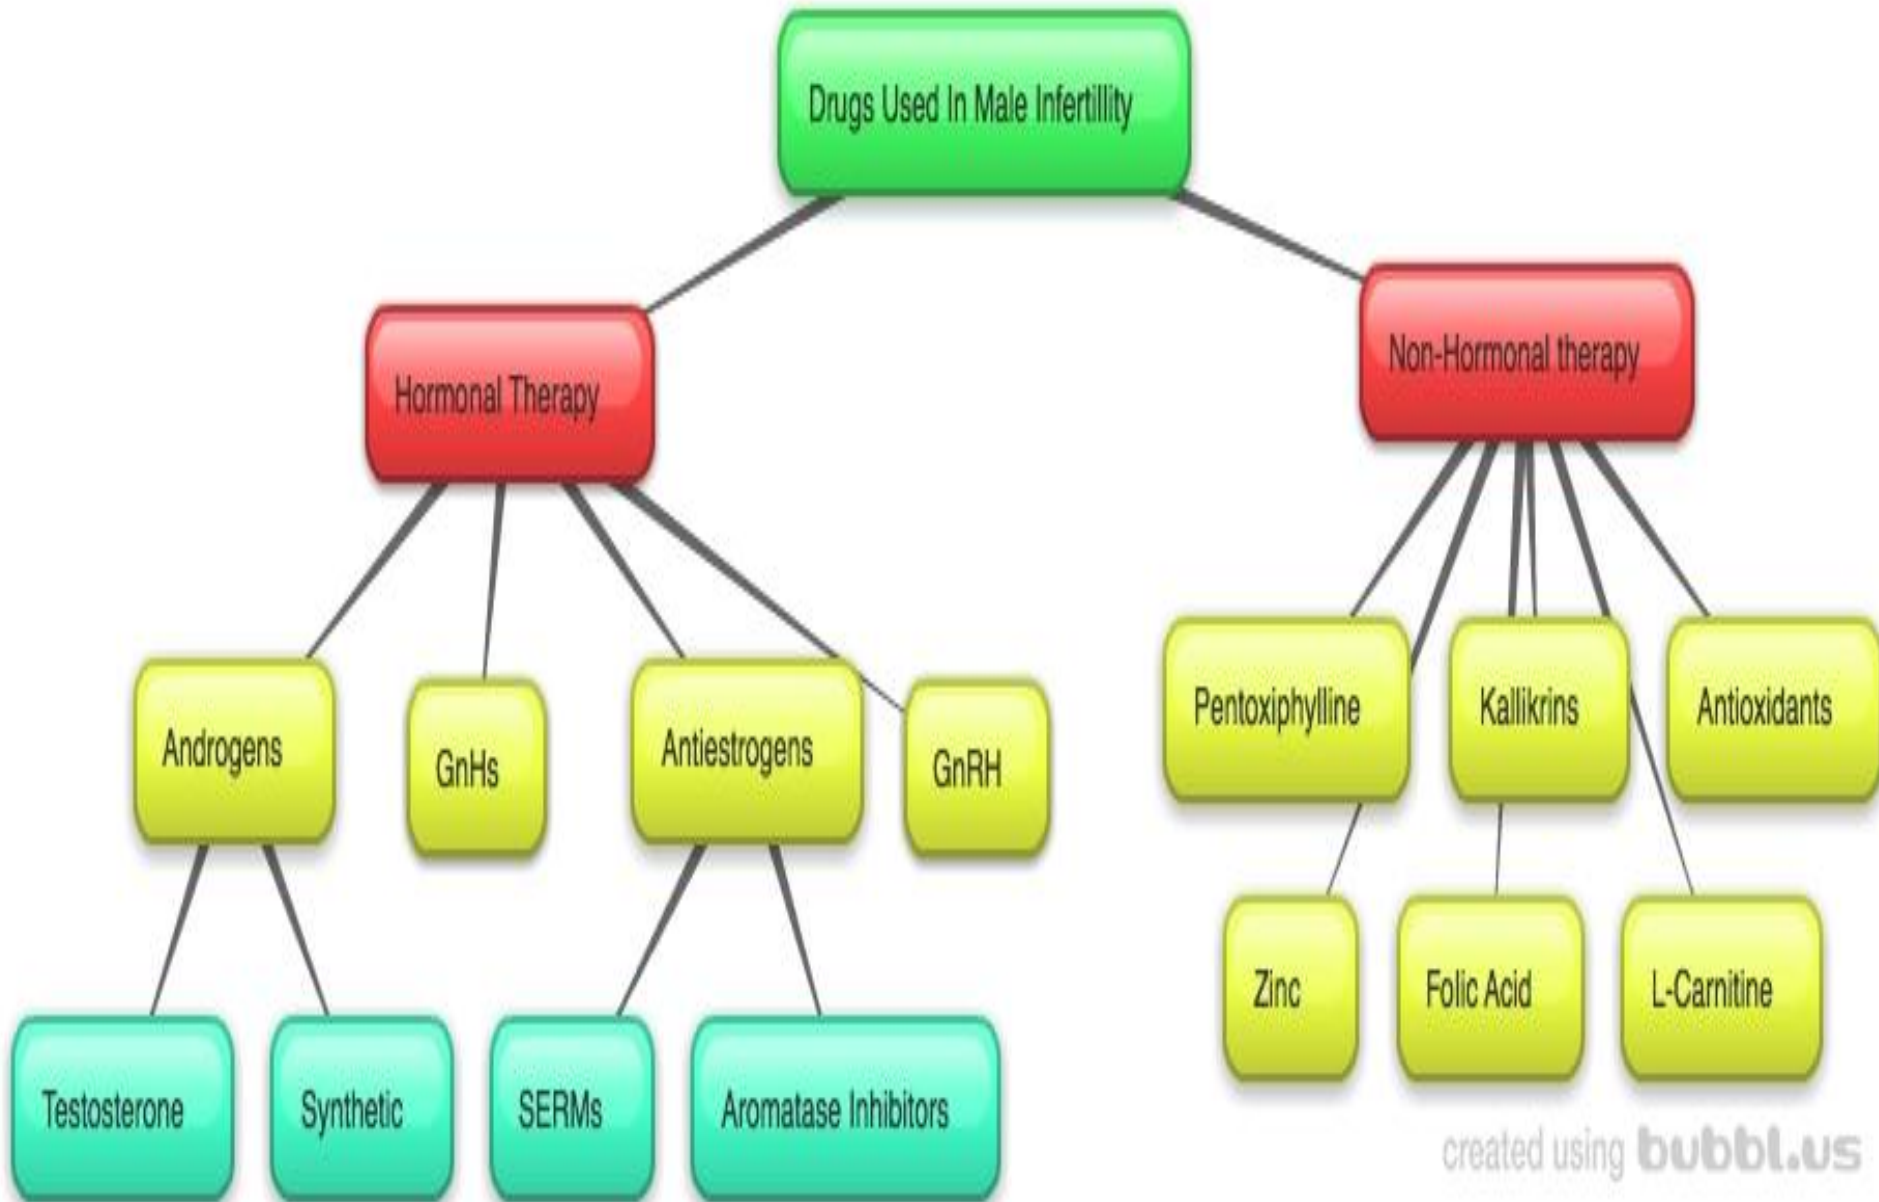 Drugs Used In Male Infertillity
Hormonal Therapy
Non-Hormonal therapy
Androgens
GnHs
Antiestrogens
GnRH
Pentoxiphylline
Kallikrins
Antioxidants
Zinc
Folic Acid
L-Carnitine
Testosterone
Synthetic
SERMs
Aromatase Inhibitors
created using bubbl.us